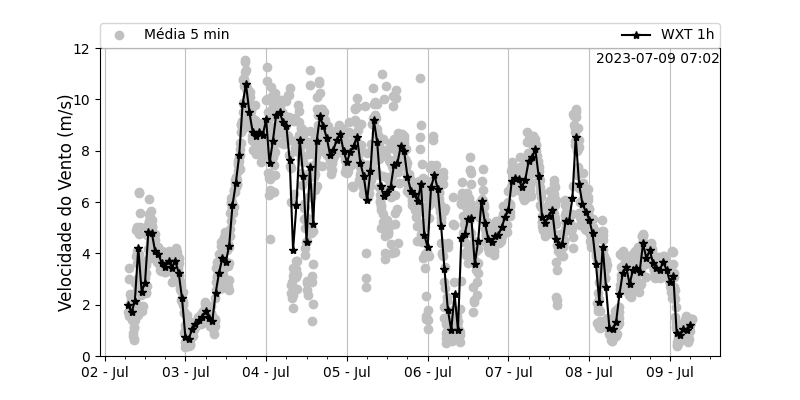 Média 5 min
WXT 1h
2023-07-09 07:02
Velocidade do Vento (m/s)
12
10
8
6
4
2
0
02 - Jul
03 - Jul
04 - Jul
05 - Jul
06 - Jul
07 - Jul
08 - Jul
09 - Jul